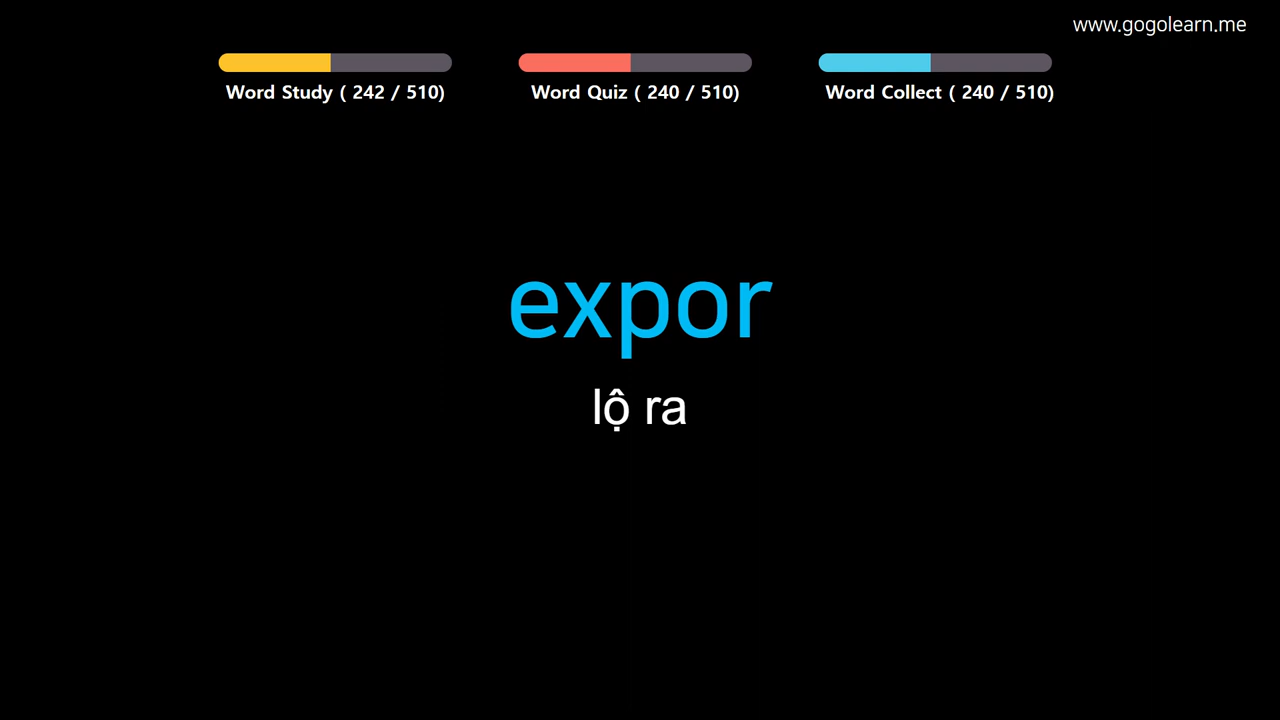 www.gogolearn.me
Word Study ( 242 / 510)
Word Quiz ( 240 / 510)
Word Collect ( 240 / 510)
expor
lộ ra